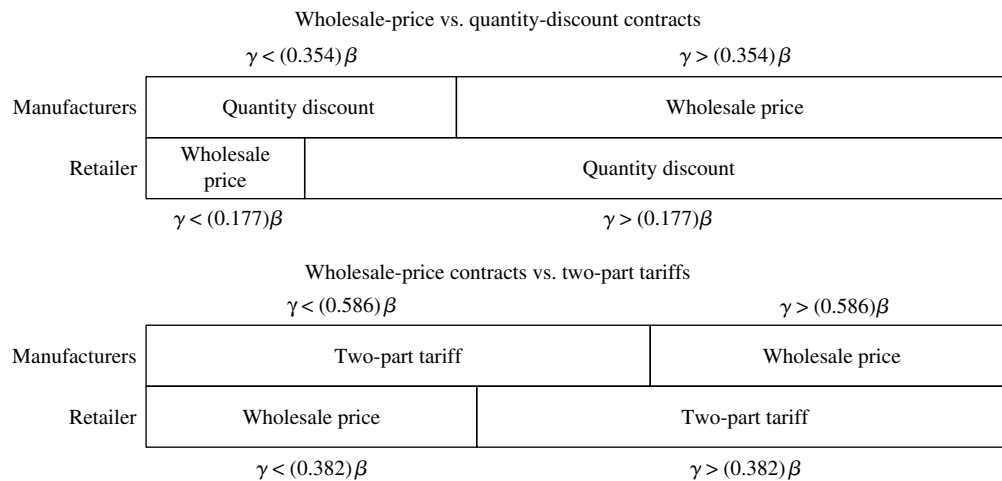 Wholesale-price vs. quantity-discount contracts
γ < (0.354)β γ > (0.354)β
Manufacturers Quantity discount Wholesale price
Retailer Wholesale price Quantity discount
γ < (0.177)β γ > (0.177)β
Wholesale-price contracts vs. two-part tariffs
γ < (0.586)β γ > (0.586)β
Manufacturers Two-part tariff Wholesale price
Retailer Wholesale price Two-part tariff
γ < (0.382)β γ > (0.382)β